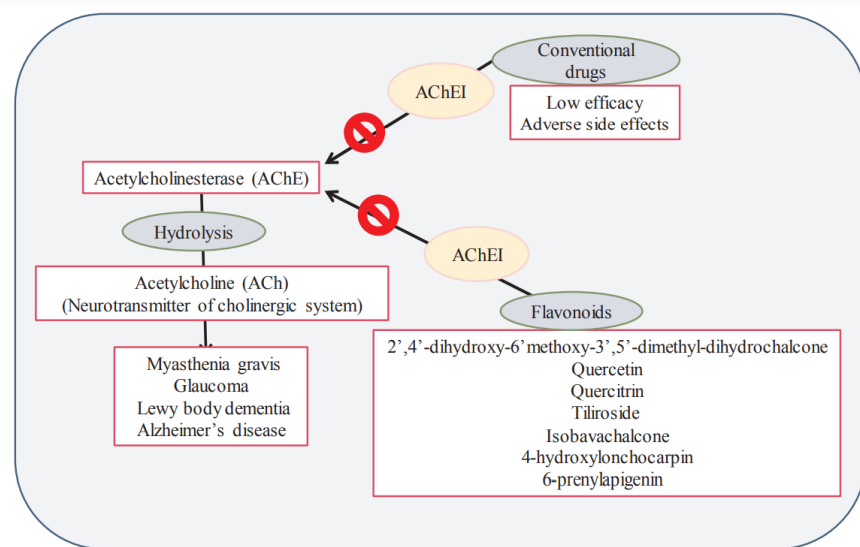 Conventional
drugs
AChEI
Low efficacy
Adverse side effects
Acetylcholinesterase (AChE)
Hydrolysis
AChEI
Acetylcholine (ACh)
(Neurotransmitter of cholinergic system)
Flavonoids
Myasthenia gravis
Glaucoma
Lewy body dementia
Alzheimer’s disease
2’,4’-dihydroxy-6’methoxy-3’,5’-dimethyl-dihydrochalcone
Quercetin
Quercitrin
Tiliroside
Isobavachalcone
4-hydroxylonchocarpin
6-prenylapigenin